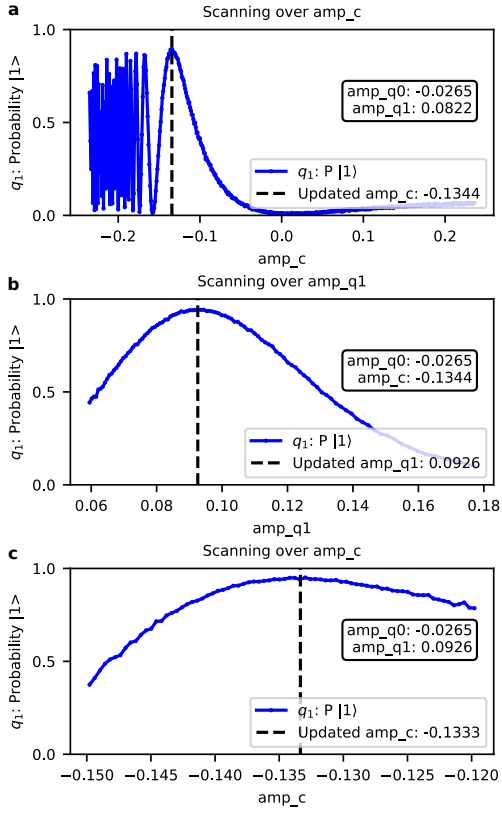 a
Scanning over amp_c
1.0
0.5
0.0
q₁: Probability |1>
amp_q0: -0.0265
amp_q1: 0.0822
q₁: P |1⟩
Updated amp_c: -0.1344
−0.2 −0.1 0.0 0.1 0.2
amp_c
b
Scanning over amp_q1
1.0
0.5
0.0
q₁: Probability |1>
amp_q0: -0.0265
amp_c: -0.1344
q₁: P |1⟩
Updated amp_q1: 0.0926
0.06 0.08 0.10 0.12 0.14 0.16 0.18
amp_q1
c
Scanning over amp_c
1.0
0.5
0.0
q₁: Probability |1>
amp_q0: -0.0265
amp_q1: 0.0926
q₁: P |1⟩
Updated amp_c: -0.1333
−0.150 −0.145 −0.140 −0.135 −0.130 −0.125 −0.120
amp_c